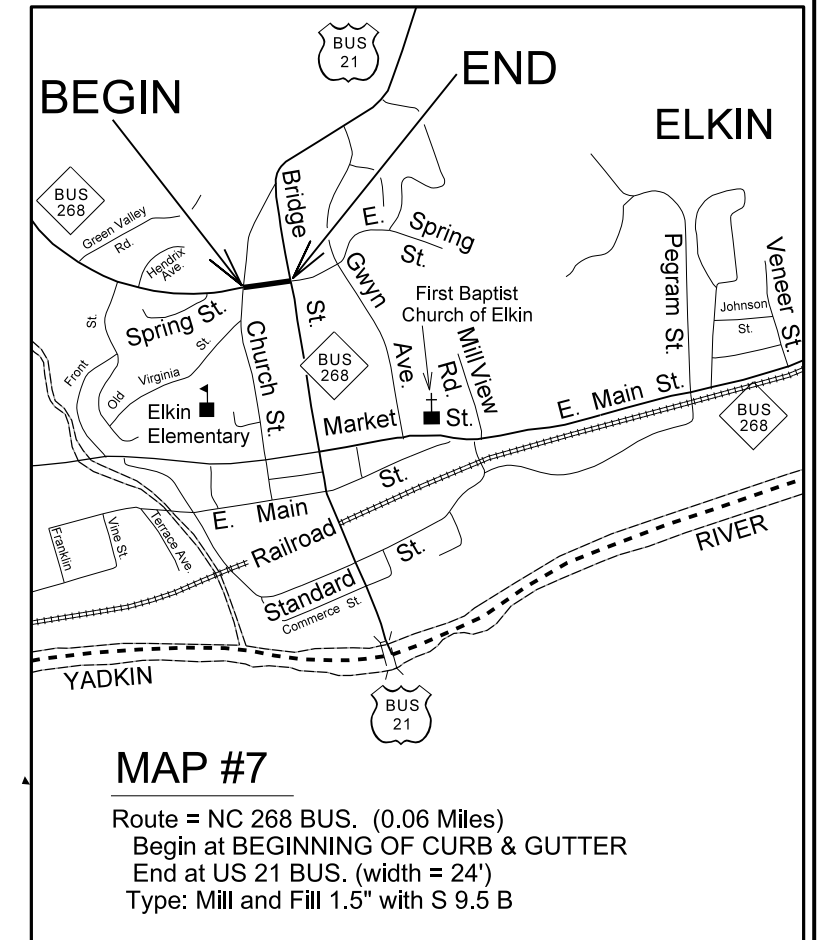 BUS
21
BEGIN
END
ELKIN
BUS
268
Green Valley
Rd.
Hendrix
Ave.
Bridge
St.
E. Spring
St.
Gwyn
Ave.
First Baptist
Church of Elkin
Mill View
Rd.
Pegram St.
Veneer St.
Johnson
St.
Front
St.
Spring St.
Old Virginia St.
Church St.
BUS
268
Elkin
Elementary
Market St.
E. Main St.
BUS
268
E. Main St.
Railroad
Franklin
Vine St.
Terrace Ave.
Standard St.
Commerce St.
RIVER
YADKIN
BUS
21
MAP #7
Route = NC 268 BUS. (0.06 Miles)
Begin at BEGINNING OF CURB & GUTTER
End at US 21 BUS. (width = 24')
Type: Mill and Fill 1.5" with S 9.5 B